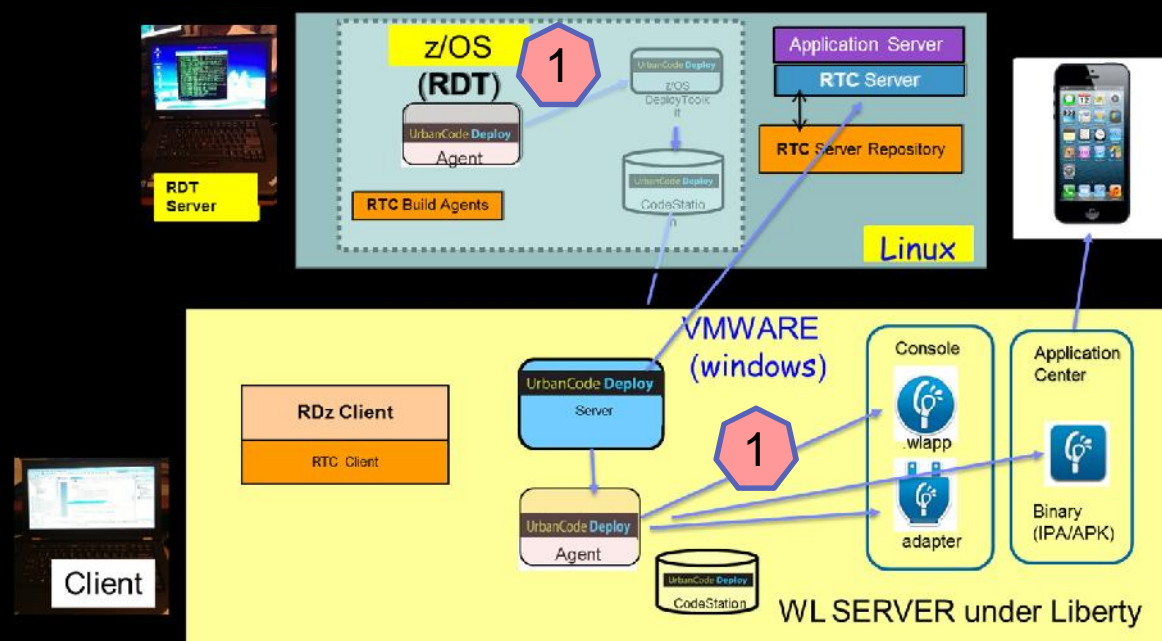 z/OS
(RDT)
1
UrbanCode Deploy
Agent
RTC Build Agents
UrbanCode Deploy
z/OS
DeployToolk
it
UrbanCode Deploy
CodeStatio
n
Application Server
RTC Server
RTC Server Repository
Linux
RDT
Server
VMWARE
(windows)
RDz Client
RTC Client
UrbanCode Deploy
Server
1
UrbanCode Deploy
Agent
UrbanCode Deploy
CodeStation
Console
.wlapp
adapter
Application
Center
Binary
(IPA/APK)
WL SERVER under Liberty
Client